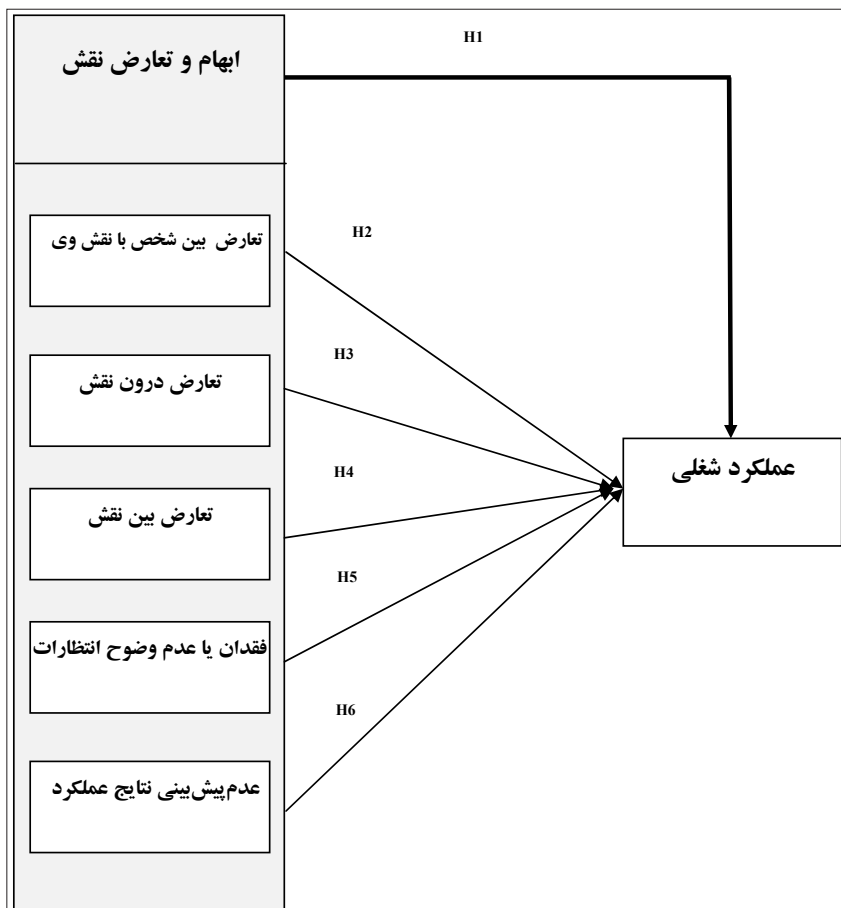 H1
ابهام و تعارض نقش
H2
تعارض بین شخص با نقش وی
H3
تعارض درون نقش
H4
عملکرد شغلی
تعارض بین نقش
H5
فقدان یا عدم وضوح انتظارات
H6
عدم‌پیش‌بینی نتایج عملکرد